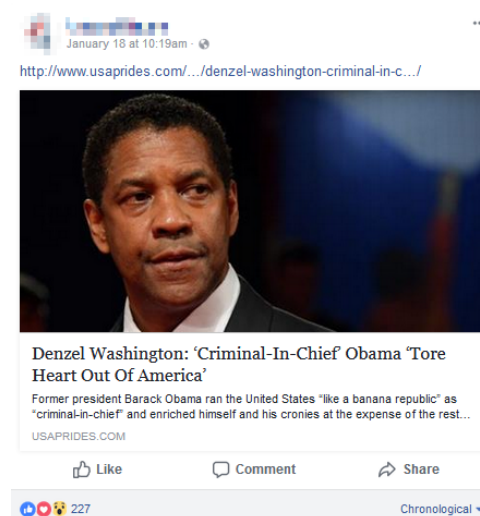 January 18 at 10:19am ·
http://www.usaprides.com/.../denzel-washington-criminal-in-c.../
Denzel Washington: ‘Criminal-In-Chief’ Obama ‘Tore
Heart Out Of America’
Former president Barack Obama ran the United States “like a banana republic” as
“criminal-in-chief” and enriched himself and his cronies at the expense of the rest...
USAPRIDES.COM
Like Comment Share
227 Chronological